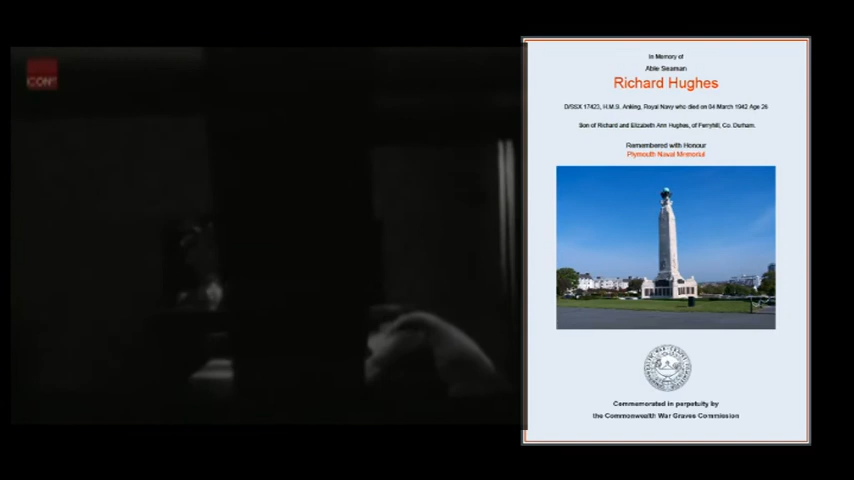 ICON
In Memory of
Able Seaman
Richard Hughes
D/SSX 17423, H.M.S. Anking, Royal Navy who died on 04 March 1942 Age 26
Son of Richard and Elizabeth Ann Hughes, of Ferryhill, Co. Durham.
Remembered with Honour
Plymouth Naval Memorial
Commemorated in perpetuity by
the Commonwealth War Graves Commission